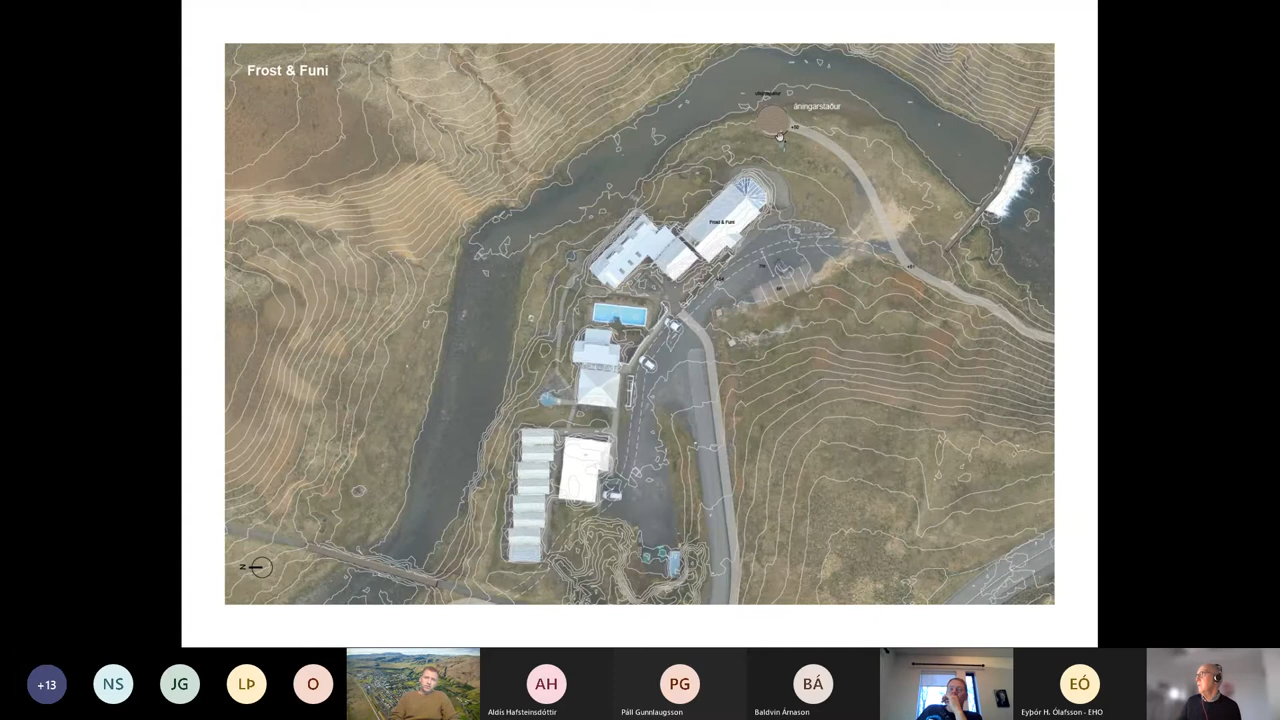 Frost & Funi
áningarstaður
Frost & Funi
N
+13
NS
JG
LÞ
O
AH
Aldís Hafsteinsdóttir
PG
Páll Gunnlaugsson
BÁ
Baldvin Árnason
EÓ
Eyþór H. Ólafsson - EHO